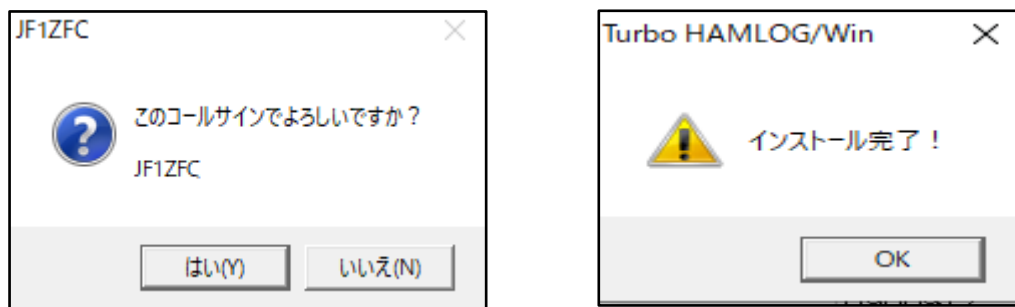 JF1ZFC
このコールサインでよろしいですか？
JF1ZFC
はい(Y)
いいえ(N)
Turbo HAMLOG/Win
インストール完了！
OK